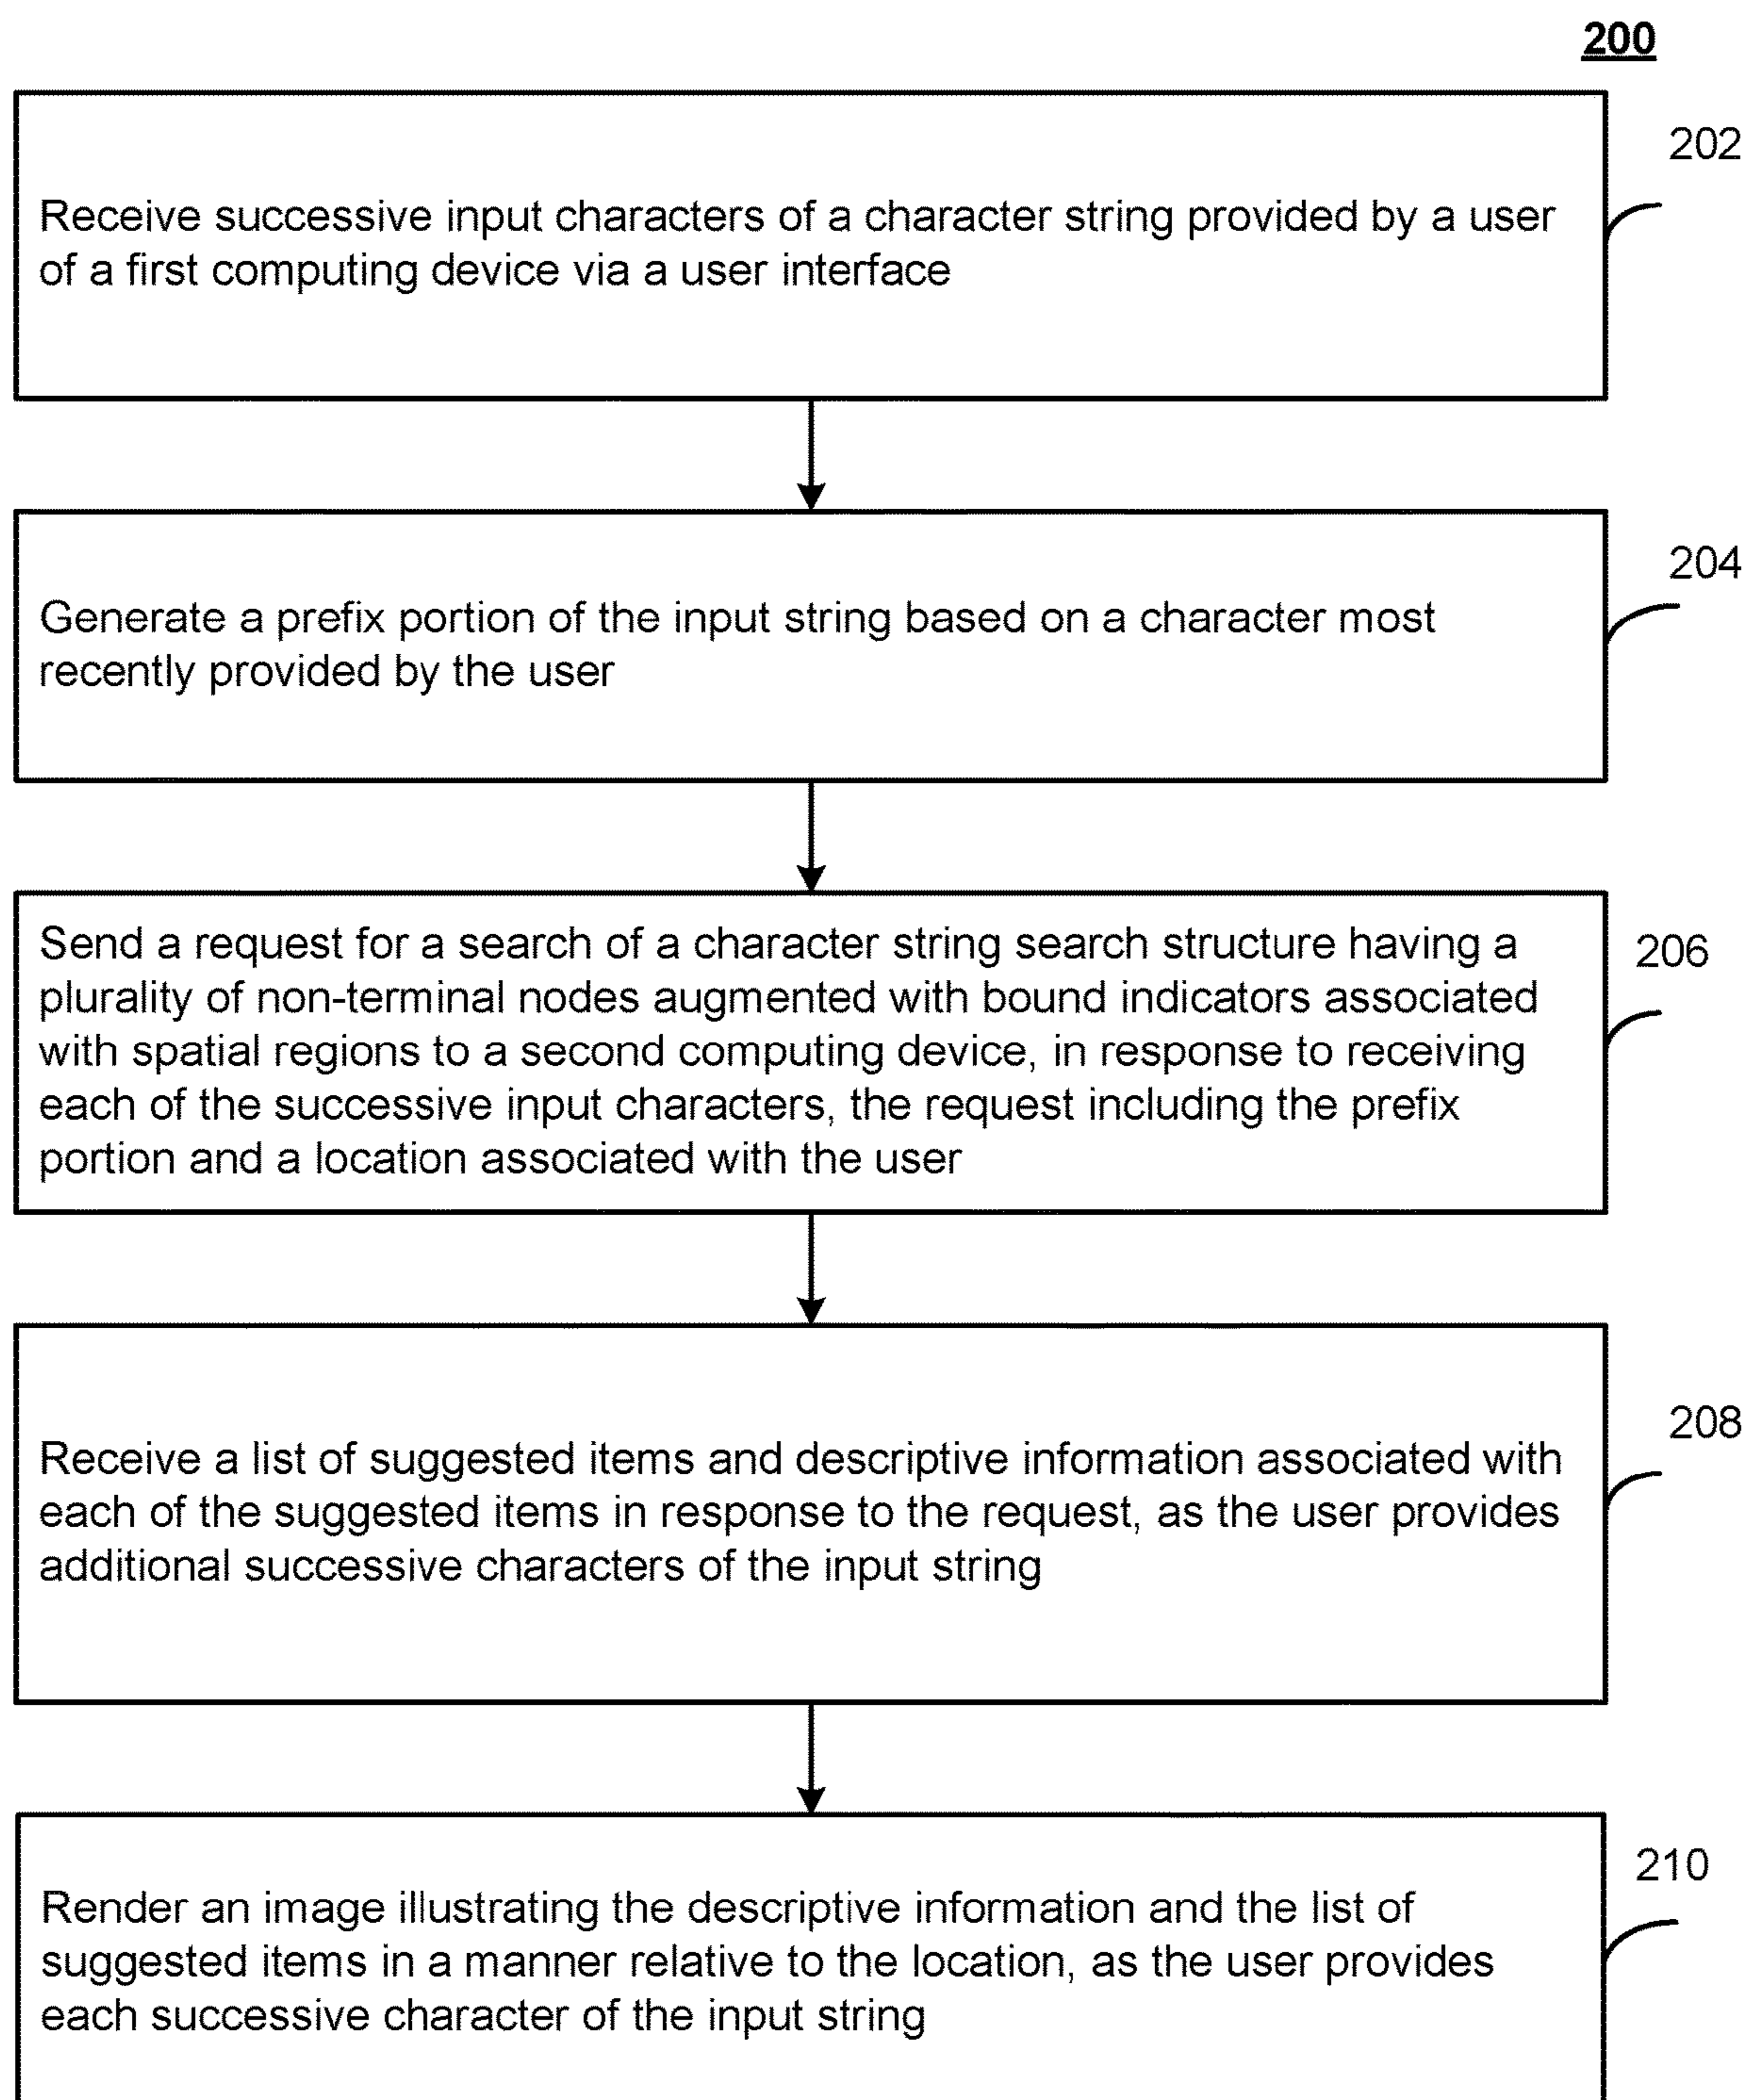 200
202
Receive successive input characters of a character string provided by a user
of a first computing device via a user interface
204
Generate a prefix portion of the input string based on a character most
recently provided by the user
206
Send a request for a search of a character string search structure having a
plurality of non-terminal nodes augmented with bound indicators associated
with spatial regions to a second computing device, in response to receiving
each of the successive input characters, the request including the prefix
portion and a location associated with the user
208
Receive a list of suggested items and descriptive information associated with
each of the suggested items in response to the request, as the user provides
additional successive characters of the input string
210
Render an image illustrating the descriptive information and the list of
suggested items in a manner relative to the location, as the user provides
each successive character of the input string